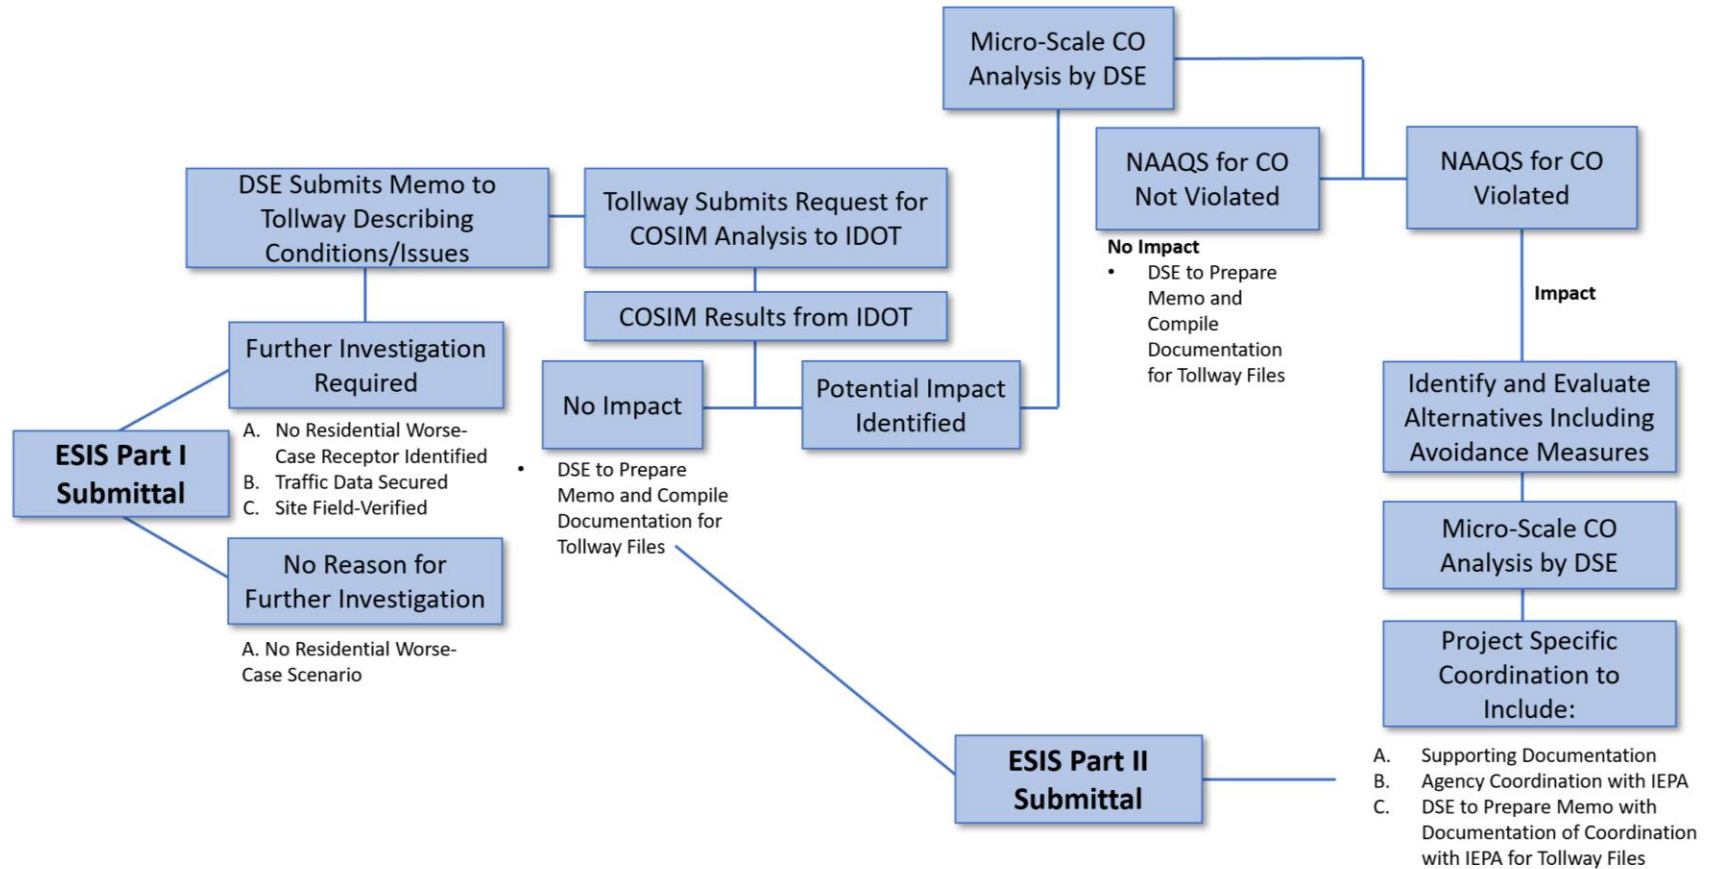 Micro-Scale CO
Analysis by DSE
NAAQS for CO
Not Violated
NAAQS for CO
Violated
No Impact
• DSE to Prepare
Memo and
Compile
Documentation
for Tollway Files
Impact
DSE Submits Memo to
Tollway Describing
Conditions/Issues
Tollway Submits Request for
COSIM Analysis to IDOT
COSIM Results from IDOT
Further Investigation
Required
A. No Residential Worse-
Case Receptor Identified
B. Traffic Data Secured
C. Site Field-Verified
No Impact
Potential Impact
Identified
• DSE to Prepare
Memo and Compile
Documentation for
Tollway Files
ESIS Part I
Submittal
No Reason for
Further Investigation
A. No Residential Worse-
Case Scenario
Identify and Evaluate
Alternatives Including
Avoidance Measures
Micro-Scale CO
Analysis by DSE
Project Specific
Coordination to
Include:
A. Supporting Documentation
B. Agency Coordination with IEPA
C. DSE to Prepare Memo with
Documentation of Coordination
with IEPA for Tollway Files
ESIS Part II
Submittal